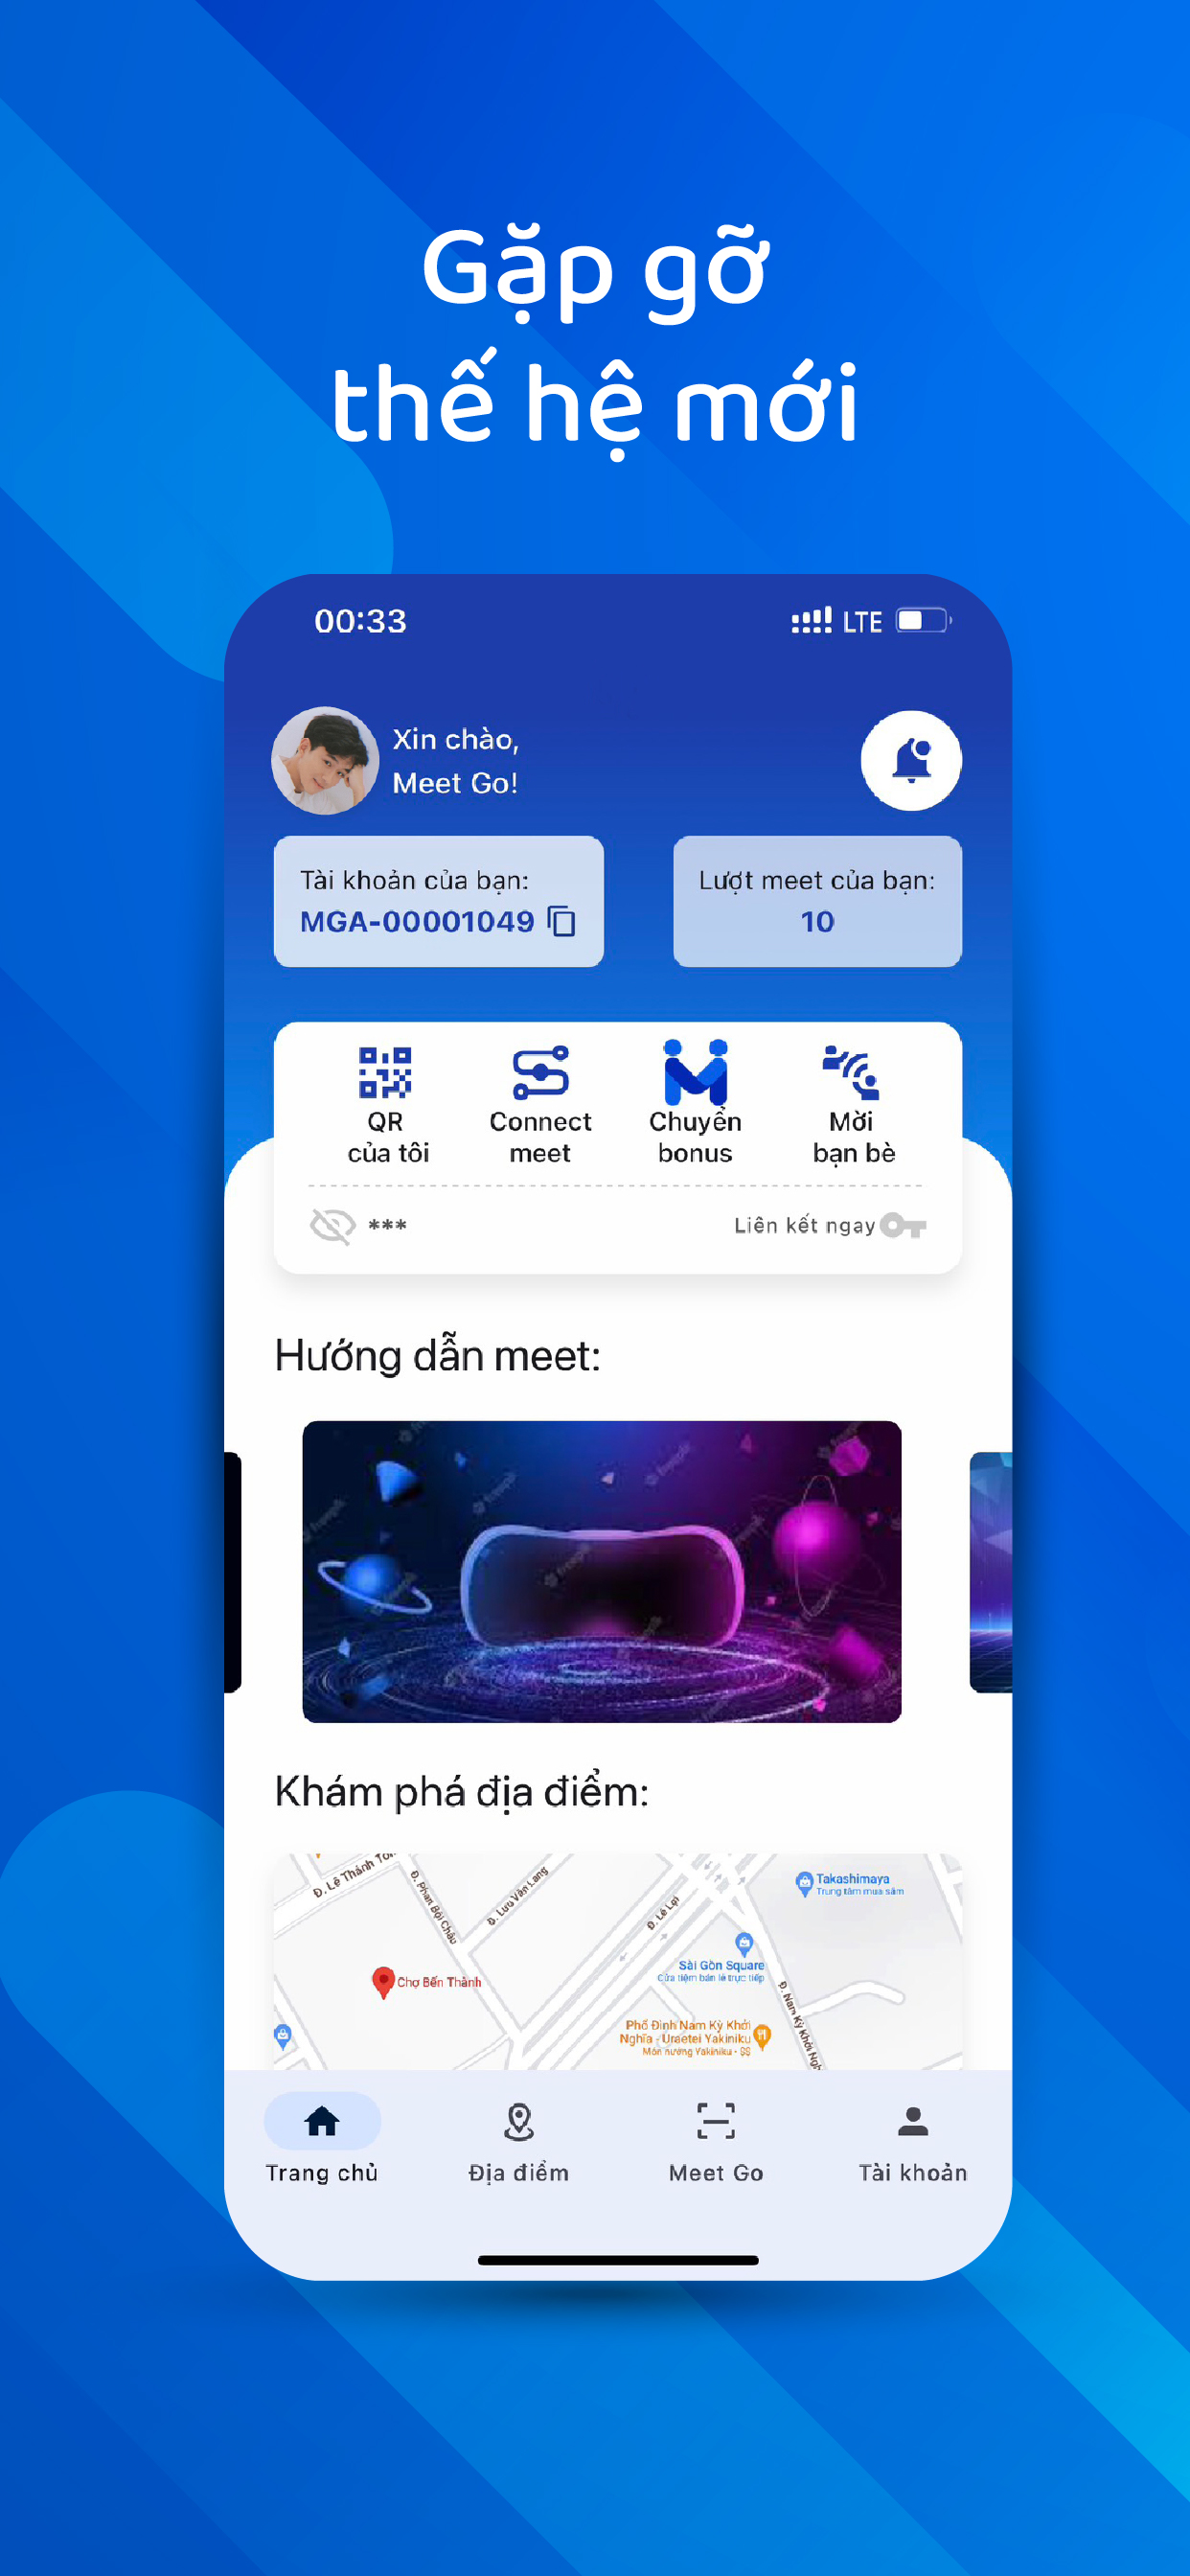 Gặp gỡ
thế hệ mới
00:33
LTE
Xin chào,
Meet Go!
Tài khoản của bạn:
MGA-00001049
Lượt meet của bạn:
10
QR
của tôi
Connect
meet
Chuyển
bonus
Mời
bạn bè
***
Liên kết ngay
Hướng dẫn meet:
freepik
Khám phá địa điểm:
Đ. Lê Thánh Tôn
Đ. Phan Bội Châu
Đ. Lưu Văn Lang
Đ. Lê Lợi
Takashimaya
Trung tâm mua sắm
Sài Gòn Square
Cửa tiệm bán lẻ trực tiếp
Chợ Bến Thành
Đ. Nam Kỳ Khởi Ngh
Phố Đình Nam Kỳ Khởi
Nghĩa - Uraetei Yakiniku
Món nướng Yakiniku - $$
Trang chủ
Địa điểm
Meet Go
Tài khoản